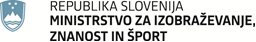 REPUBLIKA SLOVENIJA
MINISTRSTVO ZA IZOBRAŽEVANJE,
ZNANOST IN ŠPORT